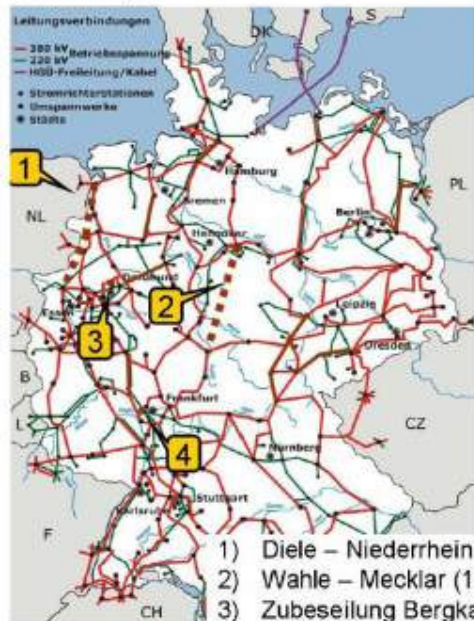 Leitungsverbindungen
380 kV Betriebsspannung
220 kV
HGÜ-Freileitung/Kabel
Stromrichterstationen
Umspannwerke
Städte
DK
S
1
Hamburg
PL
NL
Bremen
Berlin
Hannover
Dortmund
2
Essen
Leipzig
3
Dresden
B
L
Frankfurt
CZ
4
Nürnberg
Stuttgart
Karlsruhe
F
CH
1) Diele – Niederrhein
2) Wahle – Mecklar (1
3) Zubeseilung Bergka